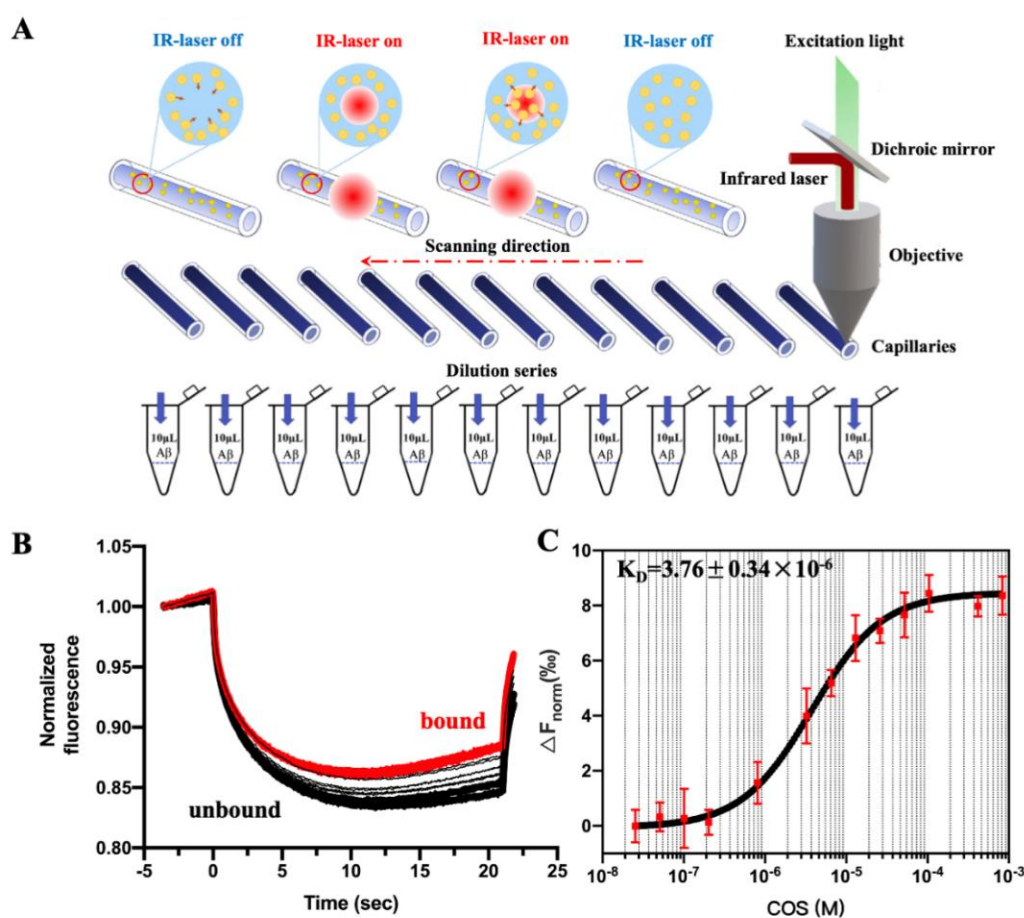 A
IR-laser off
IR-laser on
IR-laser on
IR-laser off
Excitation light
Dichroic mirror
Infrared laser
Scanning direction
Objective
Capillaries
Dilution series
10μL
Aβ
10μL
Aβ
10μL
Aβ
10μL
Aβ
10μL
Aβ
10μL
Aβ
10μL
Aβ
10μL
Aβ
10μL
Aβ
10μL
Aβ
10μL
Aβ
10μL
Aβ
B
1.05
1.00
0.95
0.90
0.85
0.80
Normalized
fluorescence
bound
unbound
-5
0
5
10
15
20
25
Time (sec)
C
10
8
6
4
2
0
△Fnorm(‰)
KD=3.76±0.34×10⁻⁶
10⁻⁸
10⁻⁷
10⁻⁶
10⁻⁵
10⁻⁴
10⁻³
COS (M)